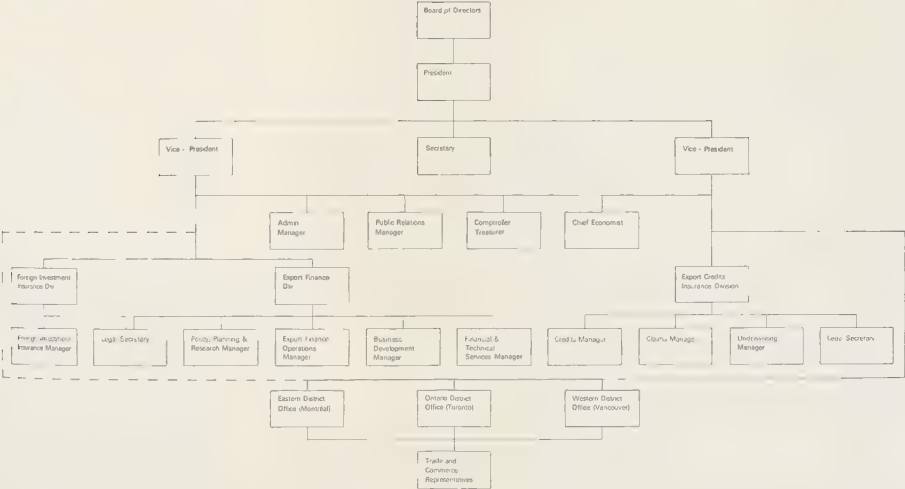 Board of Directors
President
Vice - President
Secretary
Vice - President
Admin
Manager
Public Relations
Manager
Comptroller
Treasurer
Chief Economist
Foreign Investment
Insurance Div
Export Finance
Div
Export Credits
Insurance Division
Foreign Investment
Insurance Manager
Legal Secretary
Policy, Planning &
Research Manager
Export Finance
Operations
Manager
Business
Development
Manager
Financial &
Technical
Services Manager
Credits Manager
Claims Manager
Underwriting
Manager
Legal Secretary
Eastern District
Office (Montréal)
Ontario District
Office (Toronto)
Western District
Office (Vancouver)
Trade and
Commerce
Representatives